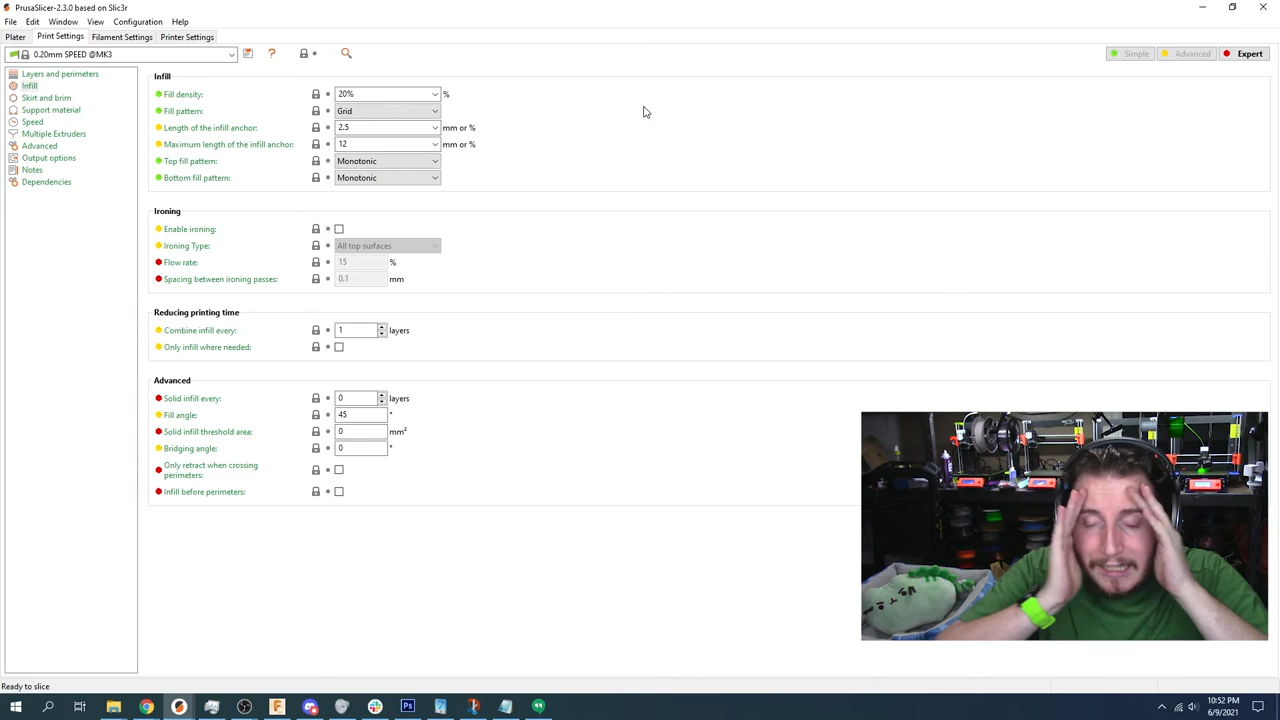 PrusaSlicer-2.3.0 based on Slic3r
File Edit Window View Configuration Help
Plater Print Settings Filament Settings Printer Settings
0.20mm SPEED @MK3
Simple Advanced Expert
Layers and perimeters
Infill
Skirt and brim
Support material
Speed
Multiple Extruders
Advanced
Output options
Notes
Dependencies
Infill
Fill density: 20% %
Fill pattern: Grid
Length of the infill anchor: 2.5 mm or %
Maximum length of the infill anchor: 12 mm or %
Top fill pattern: Monotonic
Bottom fill pattern: Monotonic
Ironing
Enable ironing:
Ironing Type: All top surfaces
Flow rate: 15 %
Spacing between ironing passes: 0.1 mm
Reducing printing time
Combine infill every: 1 layers
Only infill where needed:
Advanced
Solid infill every: 0 layers
Fill angle: 45 °
Solid infill threshold area: 0 mm²
Bridging angle: 0 °
Only retract when crossing
perimeters:
Infill before perimeters:
Ready to slice
10:52 PM
6/9/2021